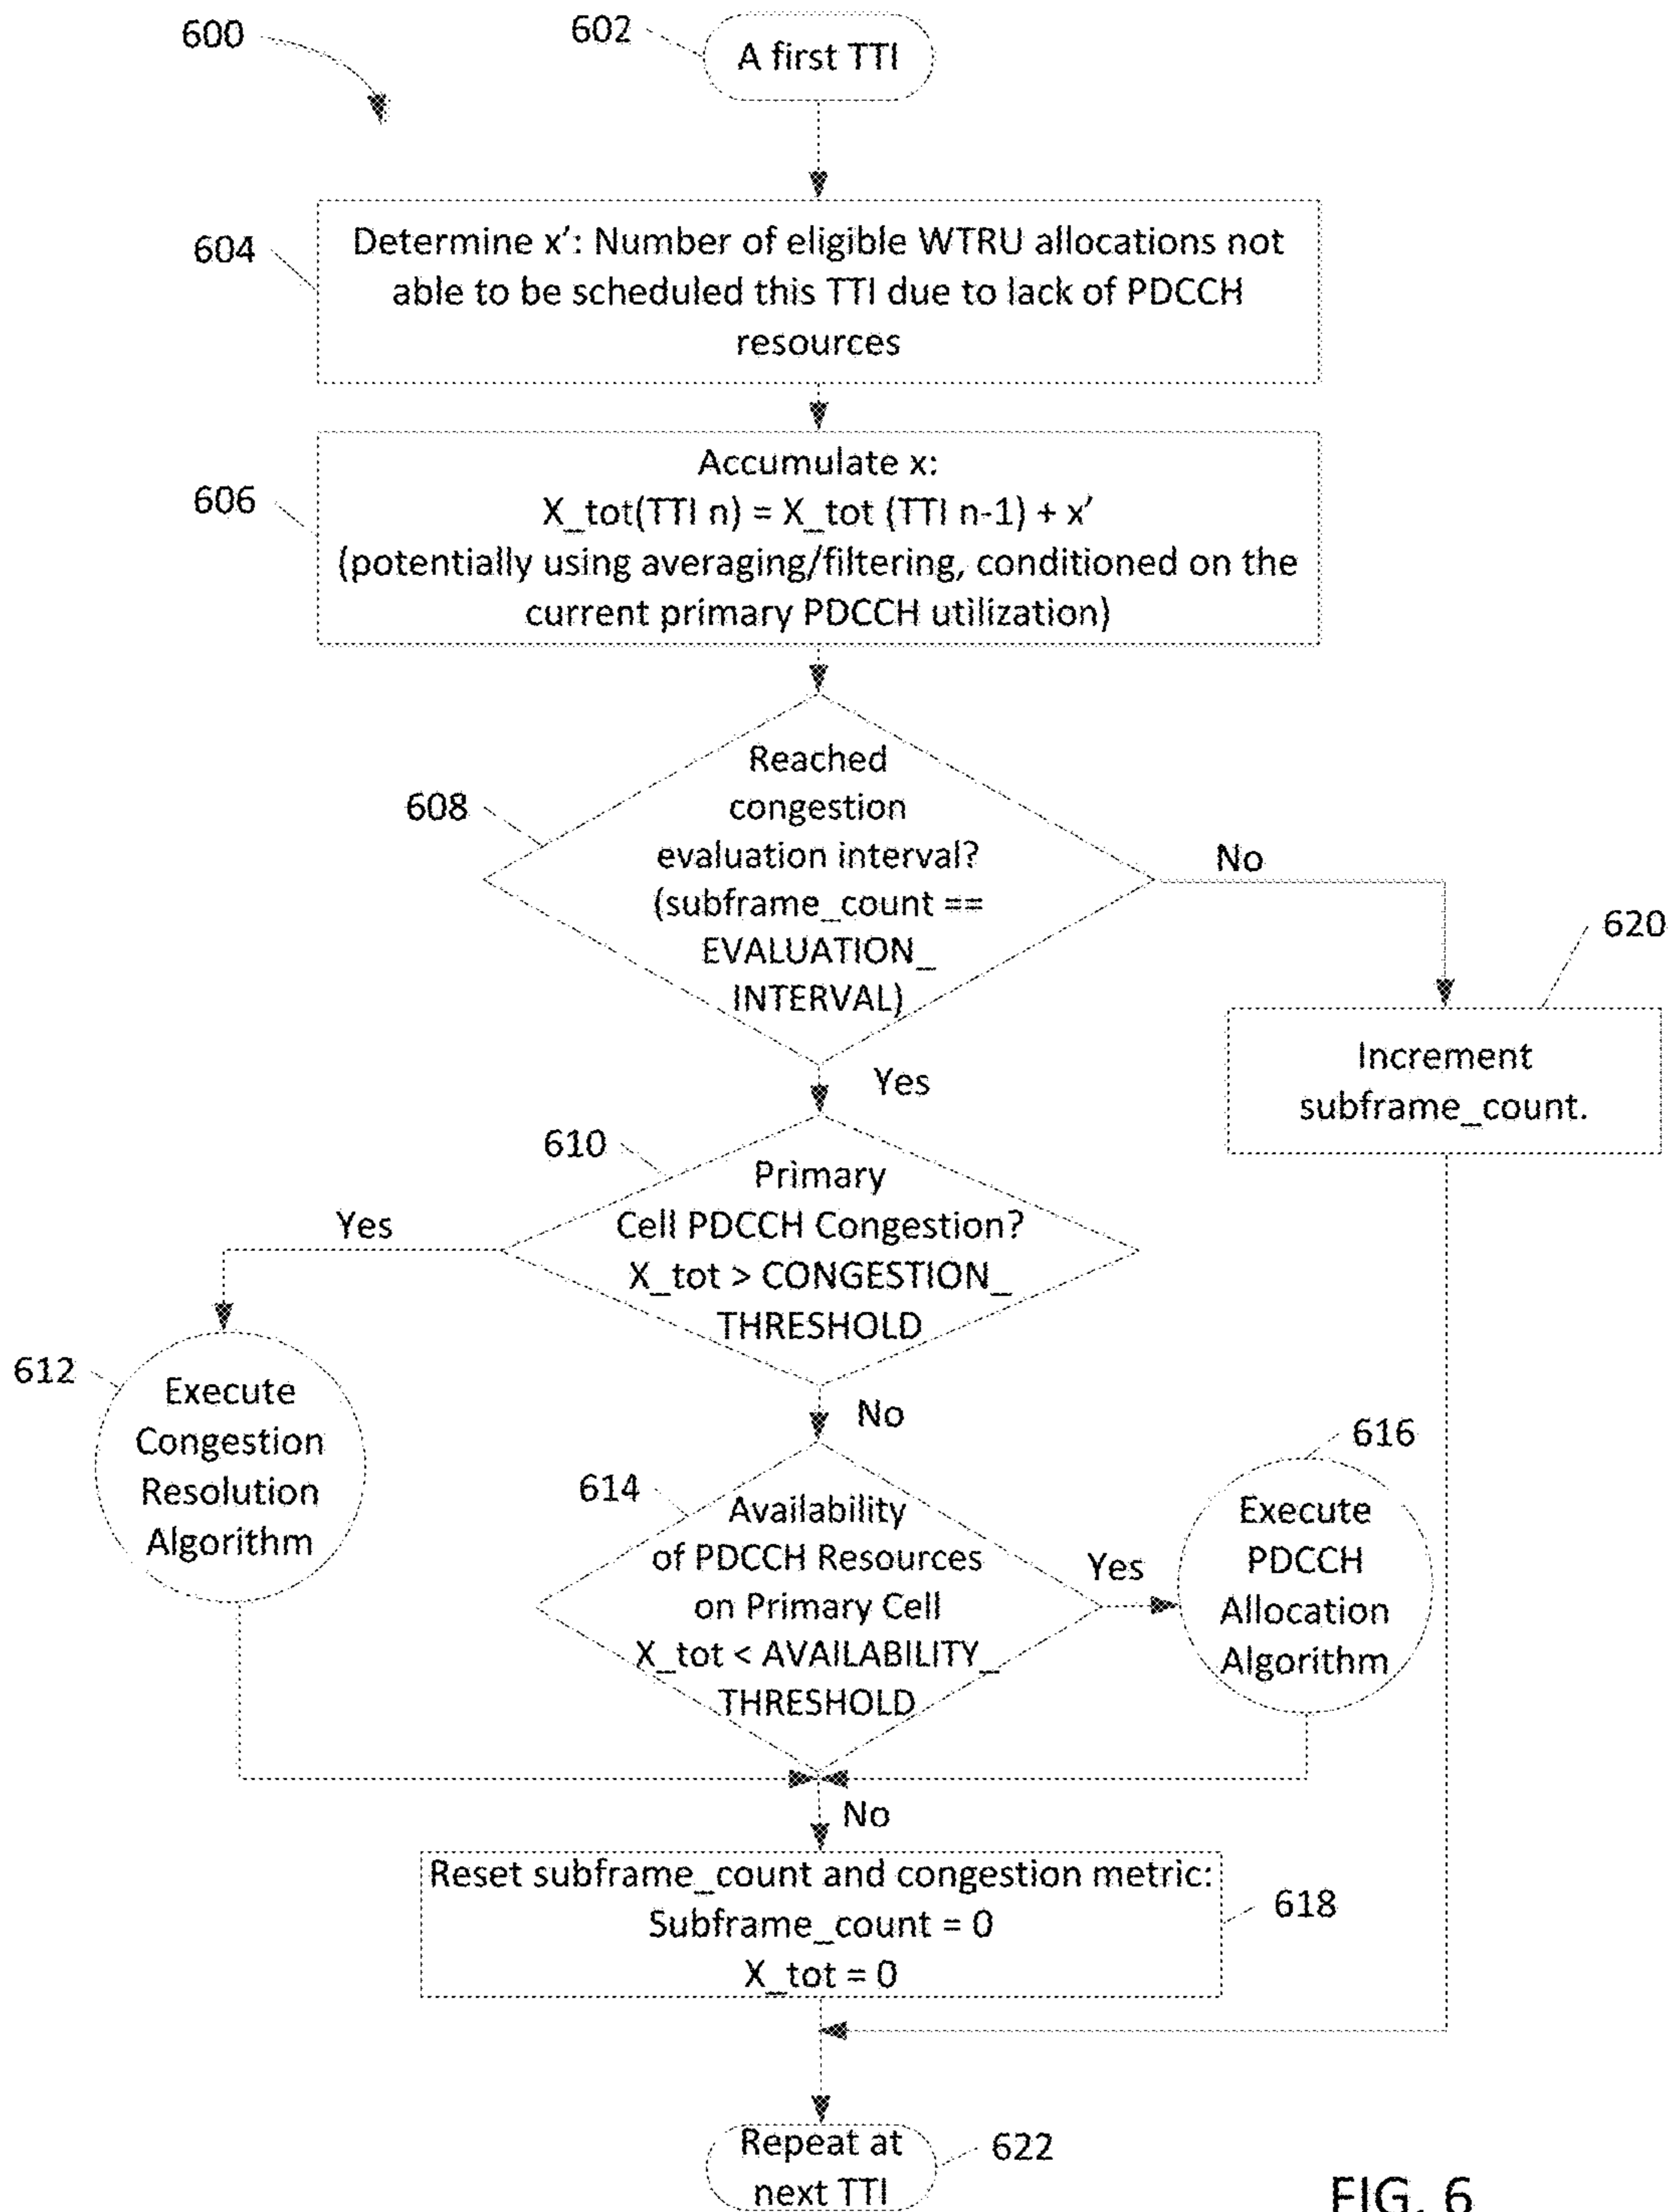 600
602
A first TTI
604
Determine x′: Number of eligible WTRU allocations not
able to be scheduled this TTI due to lack of PDCCH
resources
606
Accumulate x:
X_tot(TTI n) = X_tot (TTI n-1) + x′
(potentially using averaging/filtering, conditioned on the
current primary PDCCH utilization)
608
Reached
congestion
evaluation interval?
(subframe_count ==
EVALUATION_
INTERVAL)
No
620
Increment
subframe_count.
Yes
610
Primary
Cell PDCCH Congestion?
X_tot > CONGESTION_
THRESHOLD
Yes
612
Execute
Congestion
Resolution
Algorithm
No
614
Availability
of PDCCH Resources
on Primary Cell
X_tot < AVAILABILITY_
THRESHOLD
Yes
616
Execute
PDCCH
Allocation
Algorithm
No
Reset subframe_count and congestion metric:
Subframe_count = 0
X_tot = 0
618
Repeat at
next TTI
622
FIG. 6